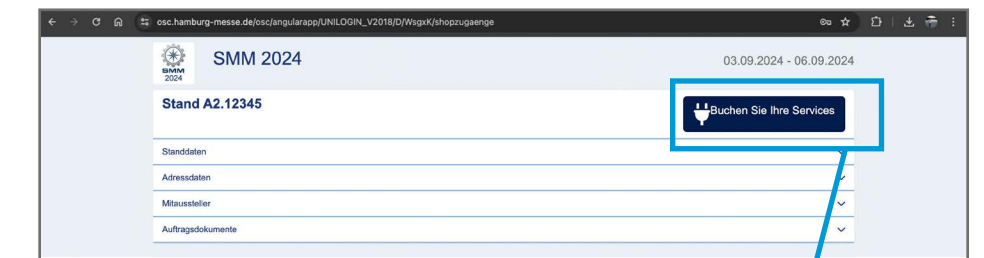 osc.hamburg-messe.de/osc/angularapp/UNILOGIN_V2018/D/WsgxK/shopzugaenge
SMM
2024
SMM 2024
03.09.2024 - 06.09.2024
Stand A2.12345
Buchen Sie Ihre Services
Standdaten
Adressdaten
Mitaussteller
Auftragsdokumente